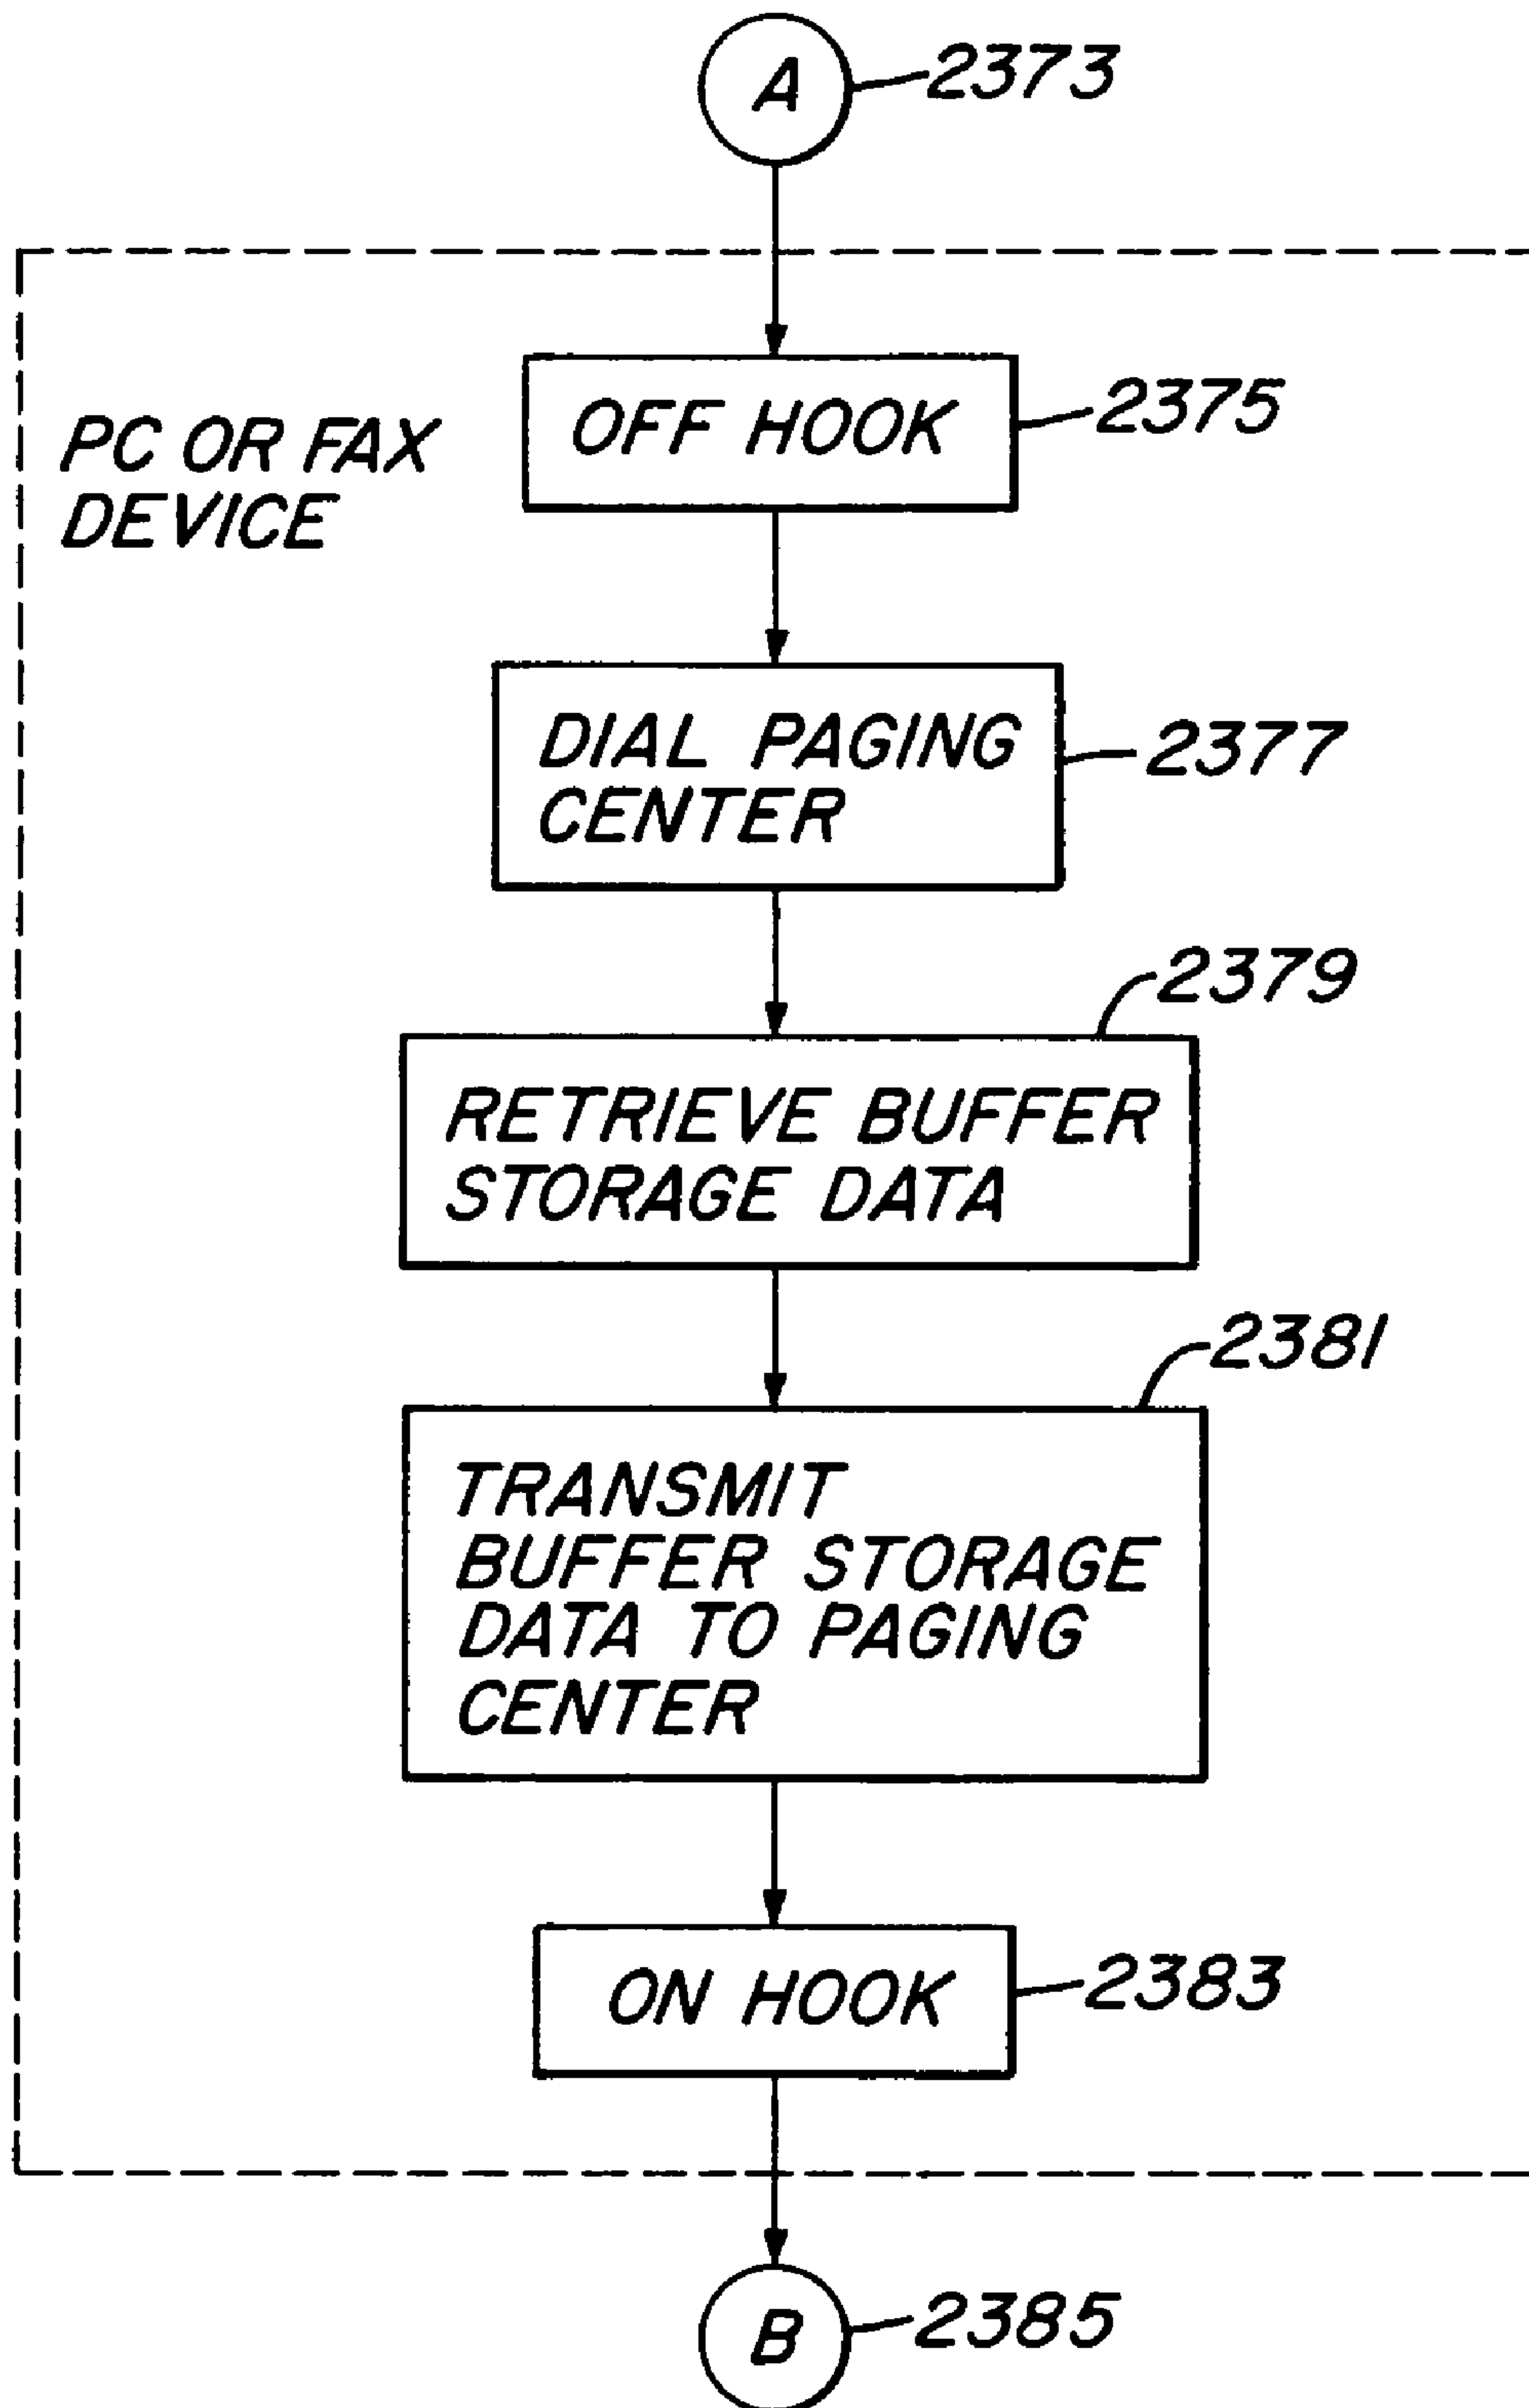 A
2373
OFF HOOK
2375
PC OR FAX
DEVICE
DIAL PAGING
CENTER
2377
2379
RETRIEVE BUFFER
STORAGE DATA
2381
TRANSMIT
BUFFER STORAGE
DATA TO PAGING
CENTER
ON HOOK
2383
B
2385